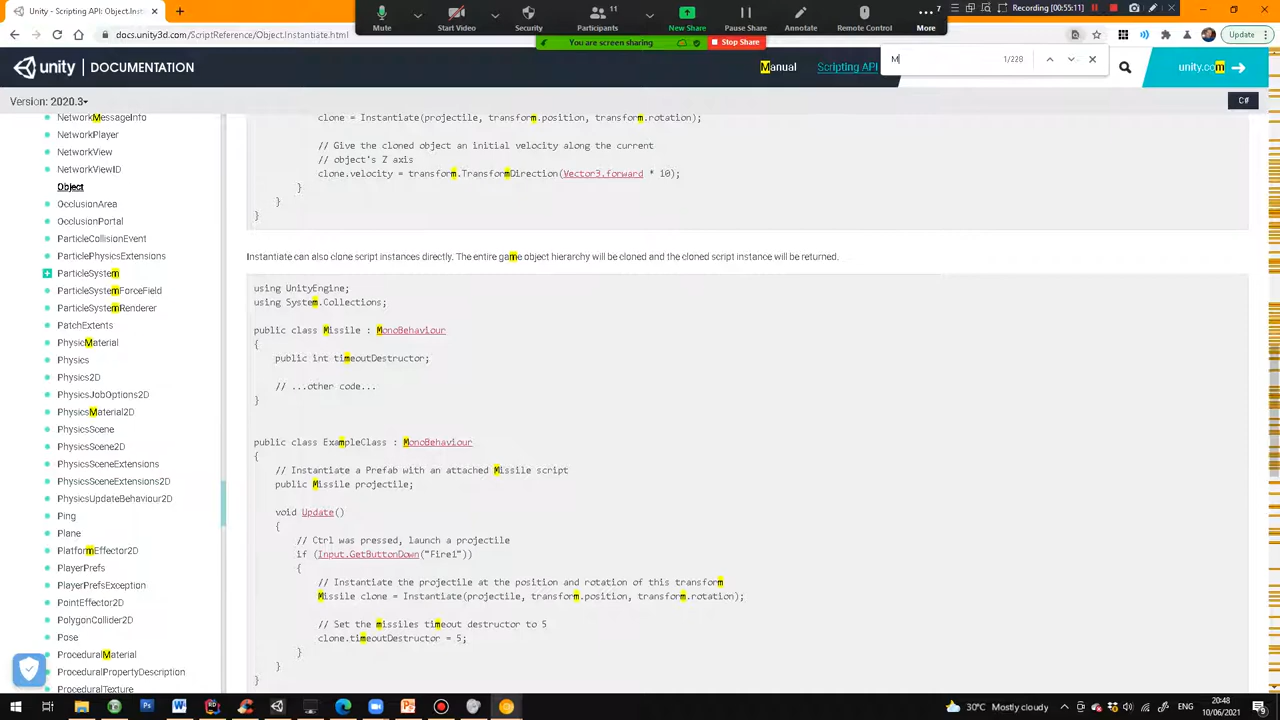 Unity - Scripting API: Object.Inst
docs.unity3d.com/ScriptReference/Object.Instantiate.html
Mute
Start Video
Security
11
Participants
New Share
Pause Share
Annotate
Remote Control
7
More
Recording... 00:55:11
You are screen sharing
Stop Share
Update
unity DOCUMENTATION
Manual
Scripting API
M
1/228
unity.com
Version: 2020.3
C#
NetworkMessageInfo
NetworkPlayer
NetworkView
NetworkViewID
Object
OcclusionArea
OcclusionPortal
ParticleCollisionEvent
ParticlePhysicsExtensions
ParticleSystem
ParticleSystemForceField
ParticleSystemRenderer
PatchExtents
PhysicMaterial
Physics
Physics2D
PhysicsJobOptions2D
PhysicsMaterial2D
PhysicsScene
PhysicsScene2D
PhysicsSceneExtensions
PhysicsSceneExtensions2D
PhysicsUpdateBehaviour2D
Ping
Plane
PlatformEffector2D
PlayerPrefs
PlayerPrefsException
PointEffector2D
PolygonCollider2D
Pose
ProceduralMaterial
ProceduralPropertyDescription
ProceduralTexture
clone = Instantiate(projectile, transform.position, transform.rotation);
// Give the cloned object an initial velocity along the current
// object's Z axis
clone.velocity = transform.TransformDirection(Vector3.forward * 10);
}
}
}
Instantiate can also clone script instances directly. The entire game object hierarchy will be cloned and the cloned script instance will be returned.
using UnityEngine;
using System.Collections;
public class Missile : MonoBehaviour
{
public int timeoutDestructor;
// ...other code...
}
public class ExampleClass : MonoBehaviour
{
// Instantiate a Prefab with an attached Missile script
public Missile projectile;
void Update()
{
// Ctrl was pressed, launch a projectile
if (Input.GetButtonDown("Fire1"))
{
// Instantiate the projectile at the position and rotation of this transform
Missile clone = Instantiate(projectile, transform.position, transform.rotation);
// Set the missiles timeout destructor to 5
clone.timeoutDestructor = 5;
}
}
}
30°C Mostly cloudy
20:48
10/06/2021